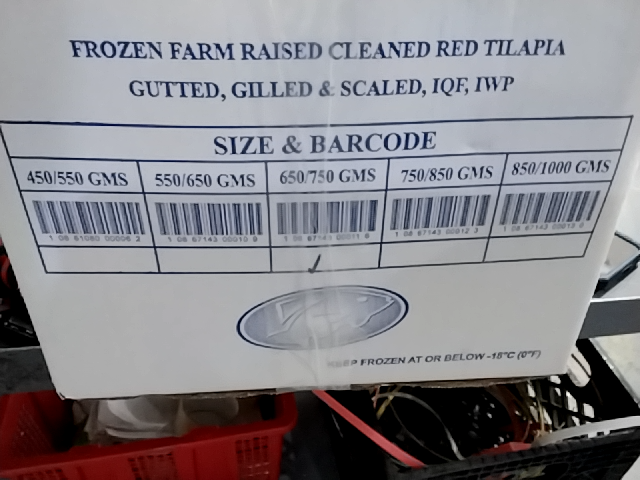 FROZEN FARM RAISED CLEANED RED TILAPIA
GUTTED, GILLED & SCALED, IQF, IWP
SIZE & BARCODE
450/550 GMS 550/650 GMS 650/750 GMS 750/850 GMS 850/1000 GMS
KEEP FROZEN AT OR BELOW -18°C (0°F)